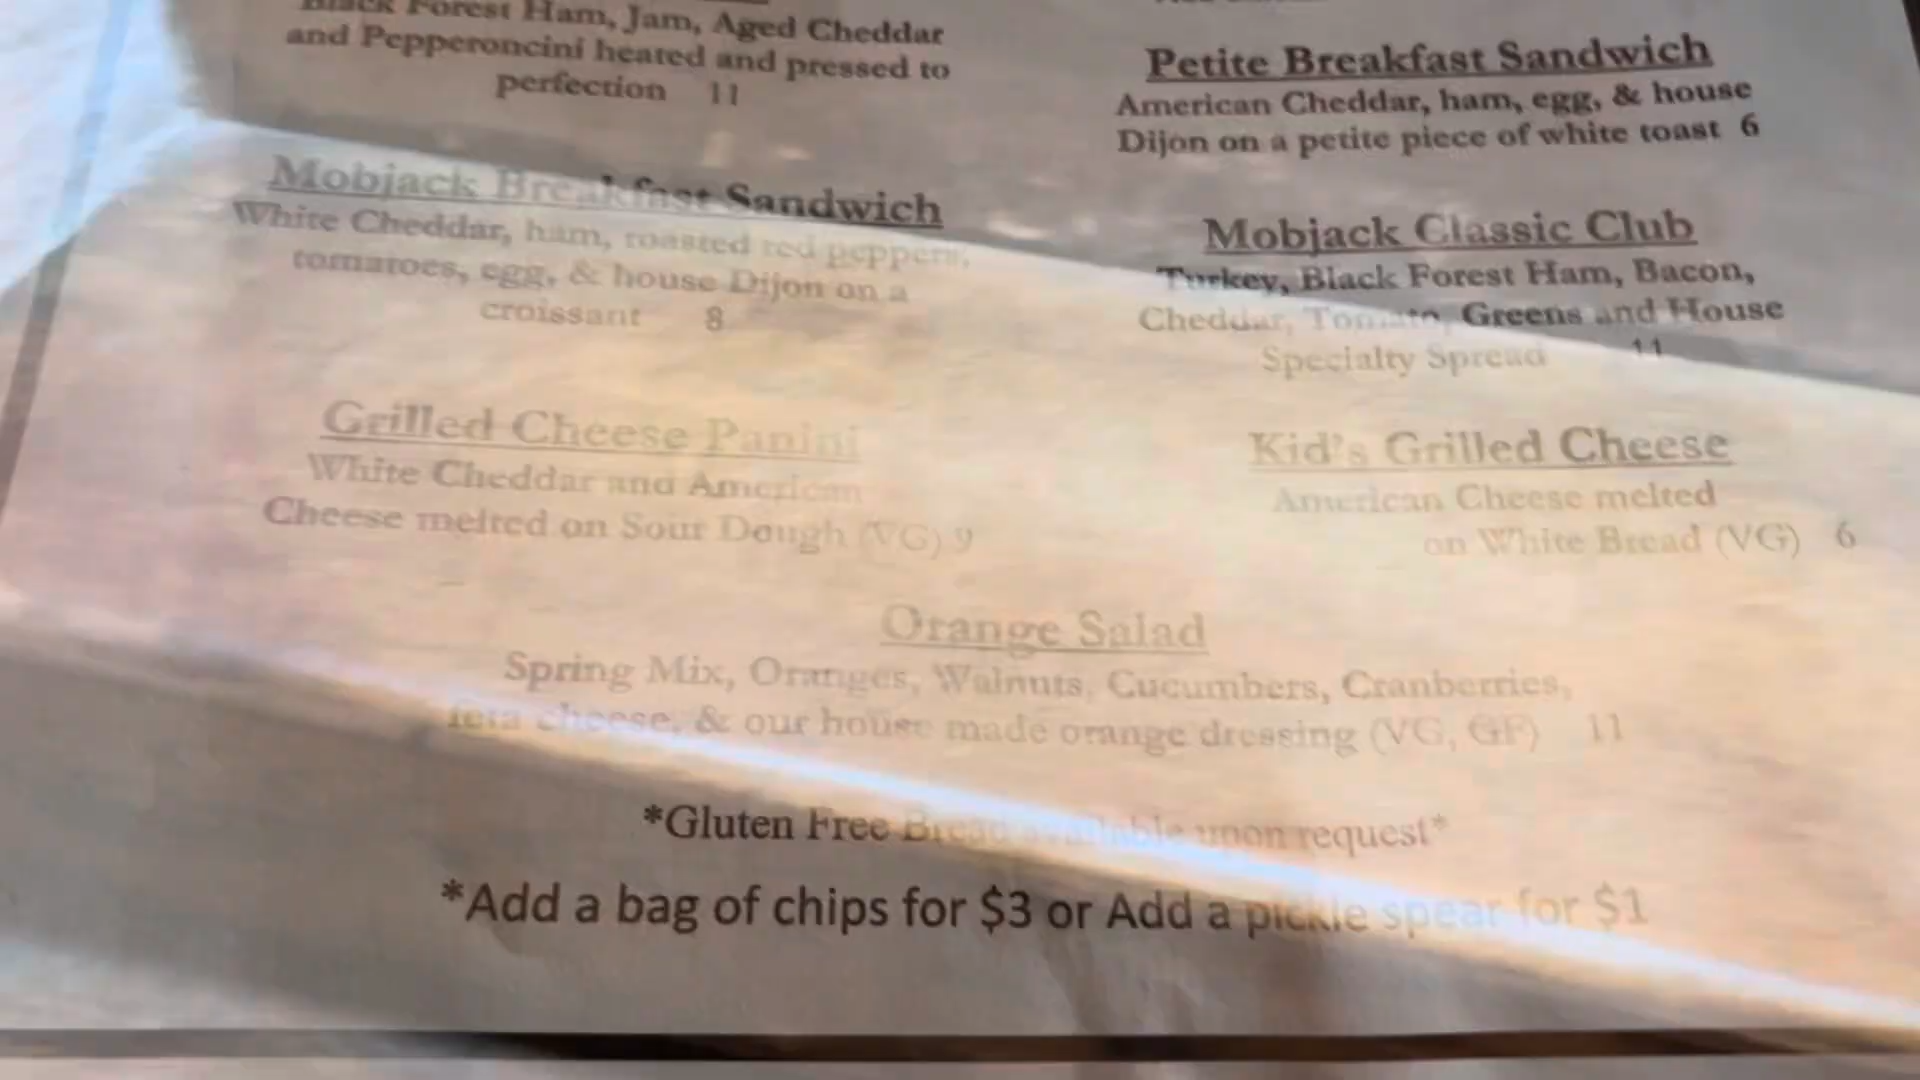 Black Forest Ham, Jam, Aged Cheddar
and Pepperoncini heated and pressed to
perfection 11
Mobjack Breakfast Sandwich
White Cheddar, ham, roasted red peppers,
tomatoes, egg, & house Dijon on a
croissant 8
Grilled Cheese Panini
White Cheddar and American
Cheese melted on Sour Dough (VG) 9
Petite Breakfast Sandwich
American Cheddar, ham, egg, & house
Dijon on a petite piece of white toast 6
Mobjack Classic Club
Turkey, Black Forest Ham, Bacon,
Cheddar, Tomato, Greens and House
Specialty Spread 11
Kid's Grilled Cheese
American Cheese melted
on White Bread (VG) 6
Orange Salad
Spring Mix, Oranges, Walnuts, Cucumbers, Cranberries,
feta cheese, & our house made orange dressing (VG, GF) 11
*Gluten Free Bread available upon request*
*Add a bag of chips for $3 or Add a pickle spear for $1